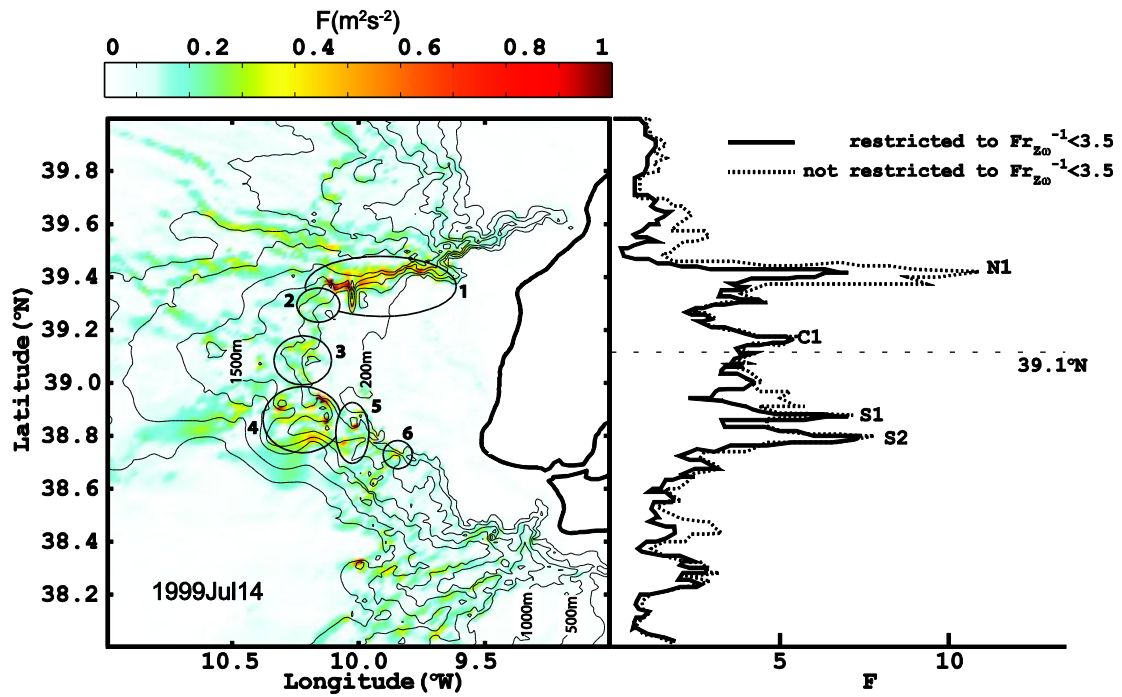 F(m²s⁻²)
0 0.2 0.4 0.6 0.8 1
restricted to Fr_zω⁻¹<3.5
not restricted to Fr_zω⁻¹<3.5
39.8
39.6
39.4
39.2
39.0
38.8
38.6
38.4
38.2
Latitude(ºN)
1
2
3
4
5
6
1500m
200m
1000m
500m
1999Jul14
N1
C1
39.1ºN
S1
S2
10.5 10.0 9.5
Longitude(ºW)
5 10
F